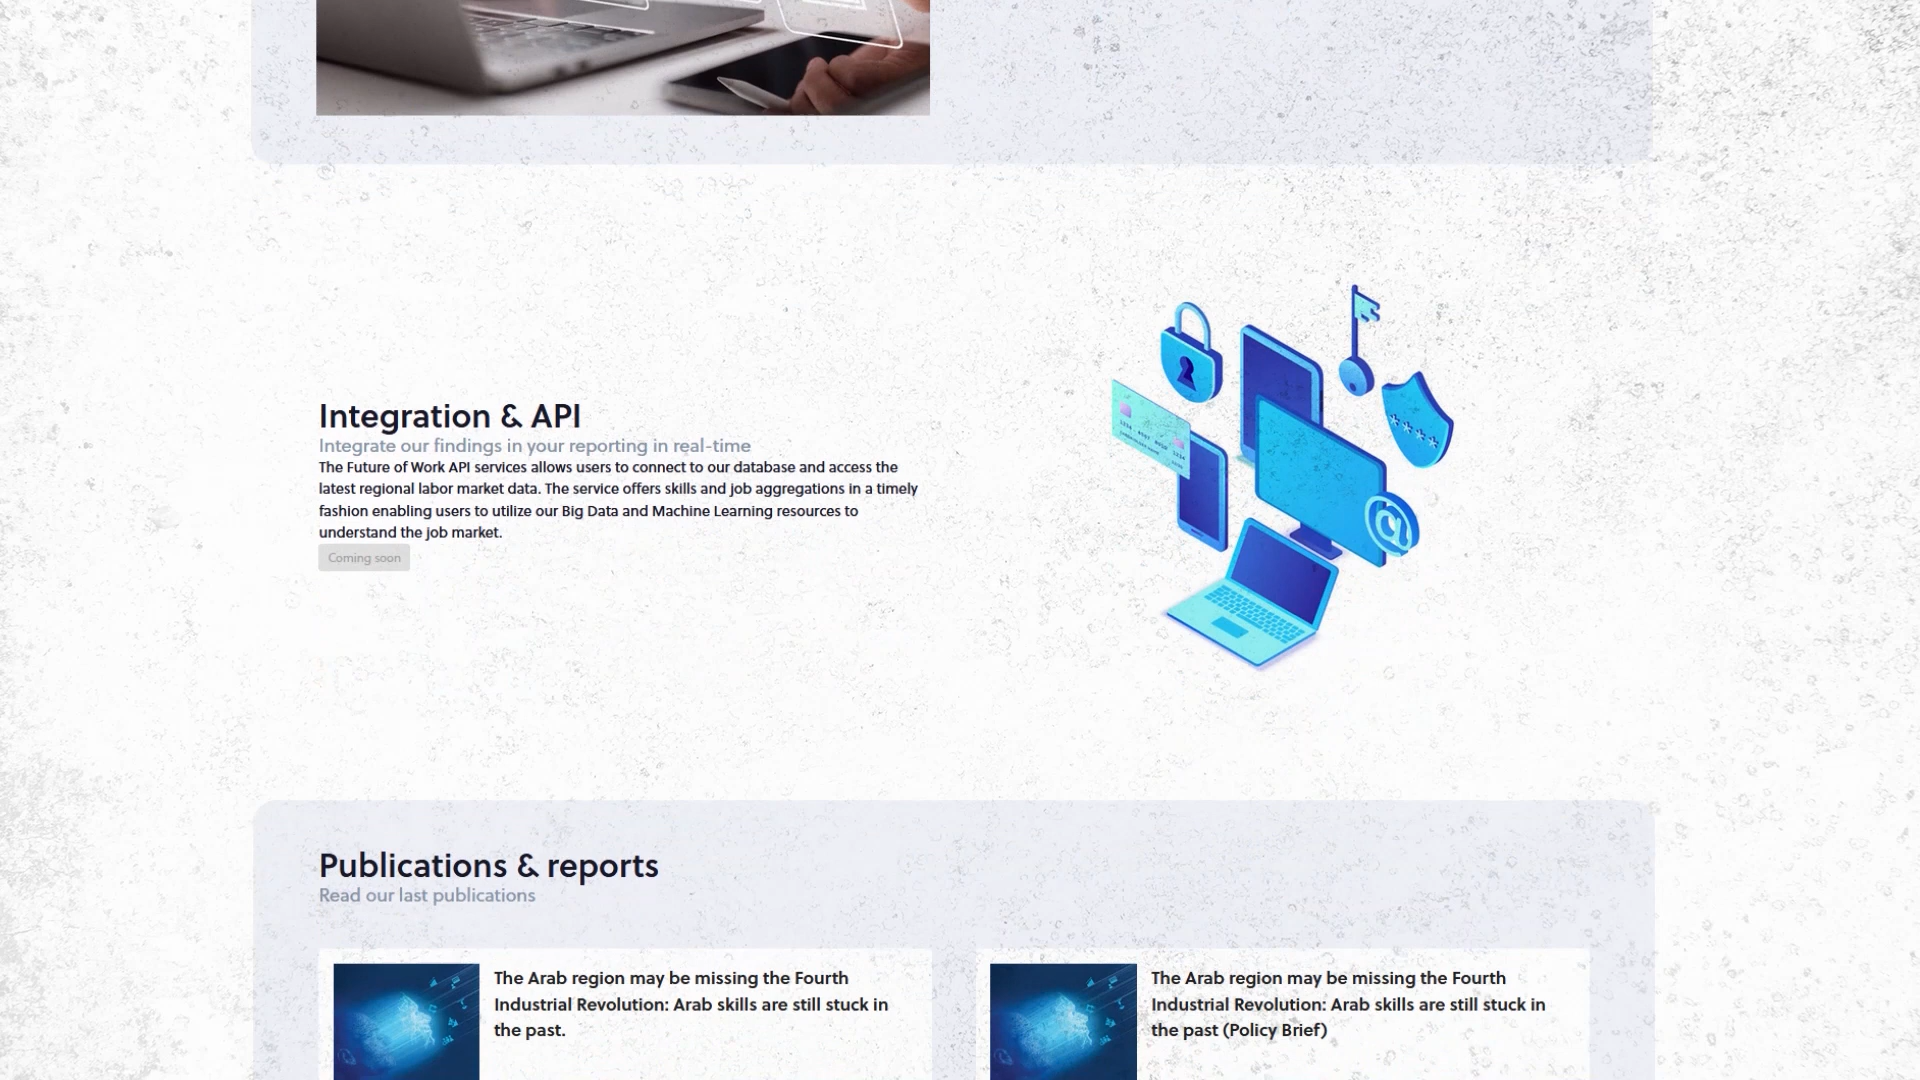 Integration & API
Integrate our findings in your reporting in real-time
The Future of Work API services allows users to connect to our database and access the
latest regional labor market data. The service offers skills and job aggregations in a timely
fashion enabling users to utilize our Big Data and Machine Learning resources to
understand the job market.
Coming soon
Publications & reports
Read our last publications
The Arab region may be missing the Fourth
Industrial Revolution: Arab skills are still stuck in
the past.
The Arab region may be missing the Fourth
Industrial Revolution: Arab skills are still stuck in
the past (Policy Brief)